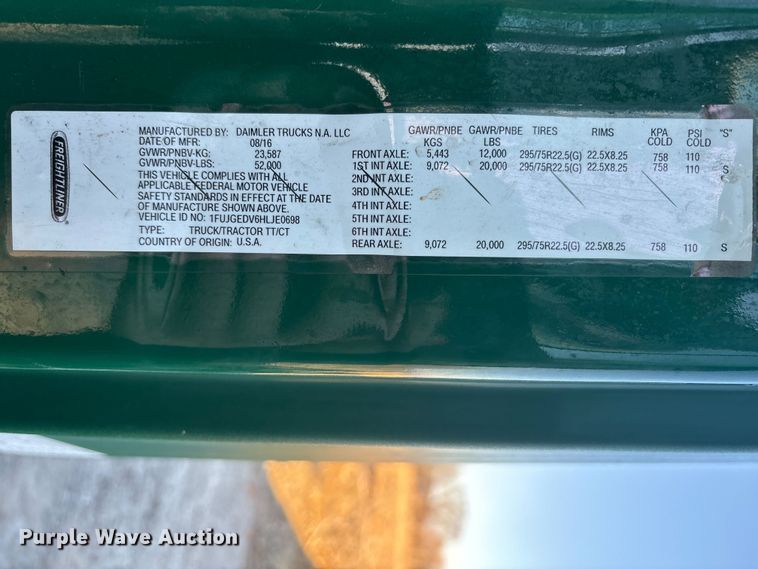 FREIGHTLINER
MANUFACTURED BY: DAIMLER TRUCKS N.A. LLC
DATE OF MFR: 08/16
GVWR/PNBV-KG: 23,587
GVWR/PNBV-LBS: 52,000
THIS VEHICLE COMPLIES WITH ALL
APPLICABLE FEDERAL MOTOR VEHICLE
SAFETY STANDARDS IN EFFECT AT THE DATE
OF MANUFACTURE SHOWN ABOVE.
VEHICLE ID NO: 1FUJGEDV6HLJE0698
TYPE: TRUCK/TRACTOR TT/CT
COUNTRY OF ORIGIN: U.S.A.
GAWR/PNBE GAWR/PNBE TIRES RIMS KPA PSI "S"
KGS LBS COLD COLD
FRONT AXLE: 5,443 12,000 295/75R22.5(G) 22.5X8.25 758 110
1ST INT AXLE: 9,072 20,000 295/75R22.5(G) 22.5X8.25 758 110 S
2ND INT AXLE:
3RD INT AXLE:
4TH INT AXLE:
5TH INT AXLE:
6TH INT AXLE:
REAR AXLE: 9,072 20,000 295/75R22.5(G) 22.5X8.25 758 110 S
Purple Wave Auction